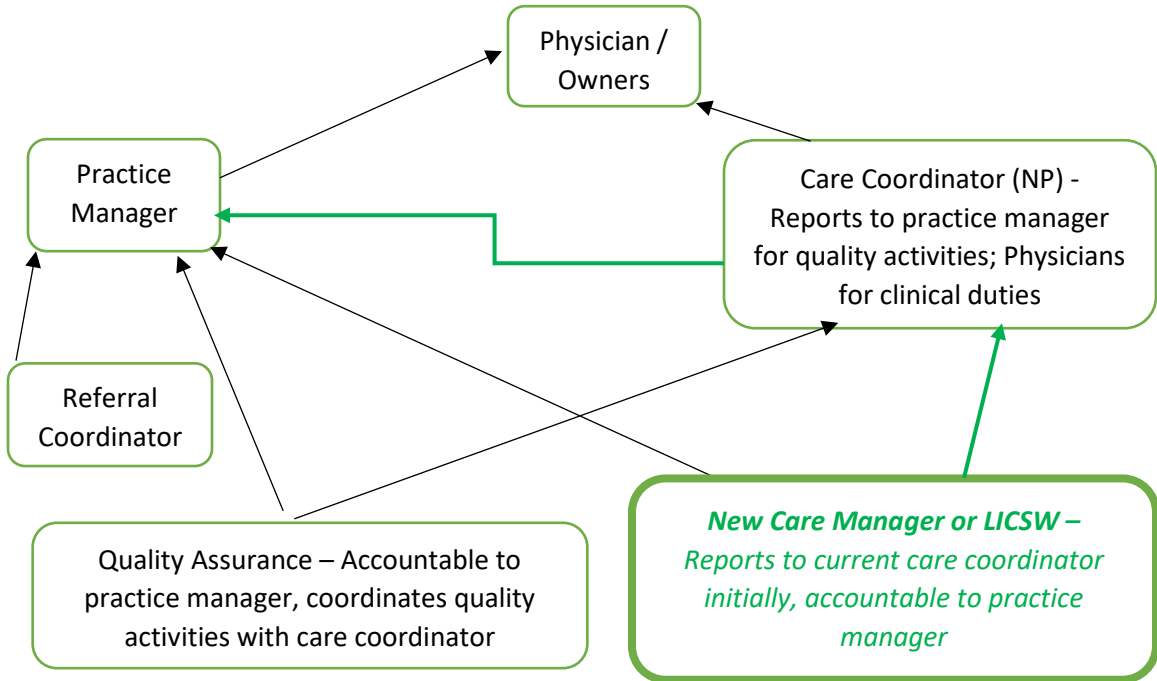 Physician /
Owners
Practice
Manager
Care Coordinator (NP) -
Reports to practice manager
for quality activities; Physicians
for clinical duties
Referral
Coordinator
Quality Assurance – Accountable to
practice manager, coordinates quality
activities with care coordinator
New Care Manager or LICSW –
Reports to current care coordinator
initially, accountable to practice
manager